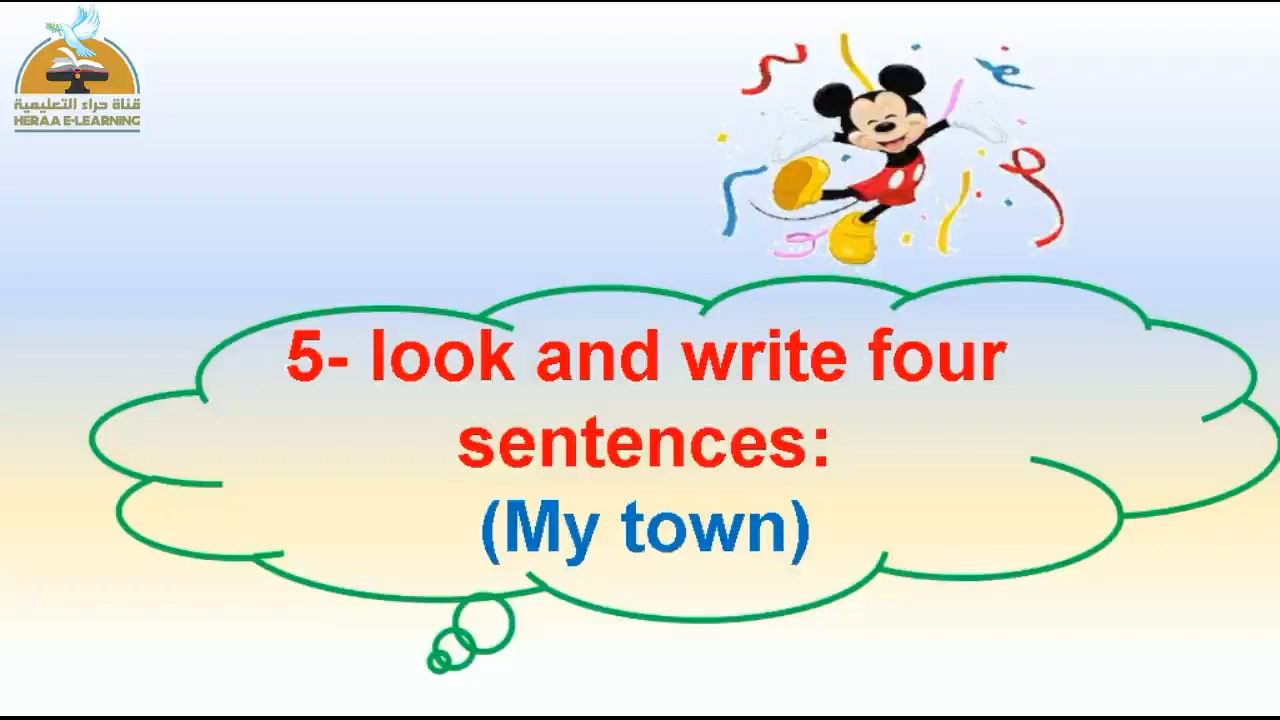 قناة حراء التعليمية
HERAA E-LEARNING
5- look and write four
sentences:
(My town)